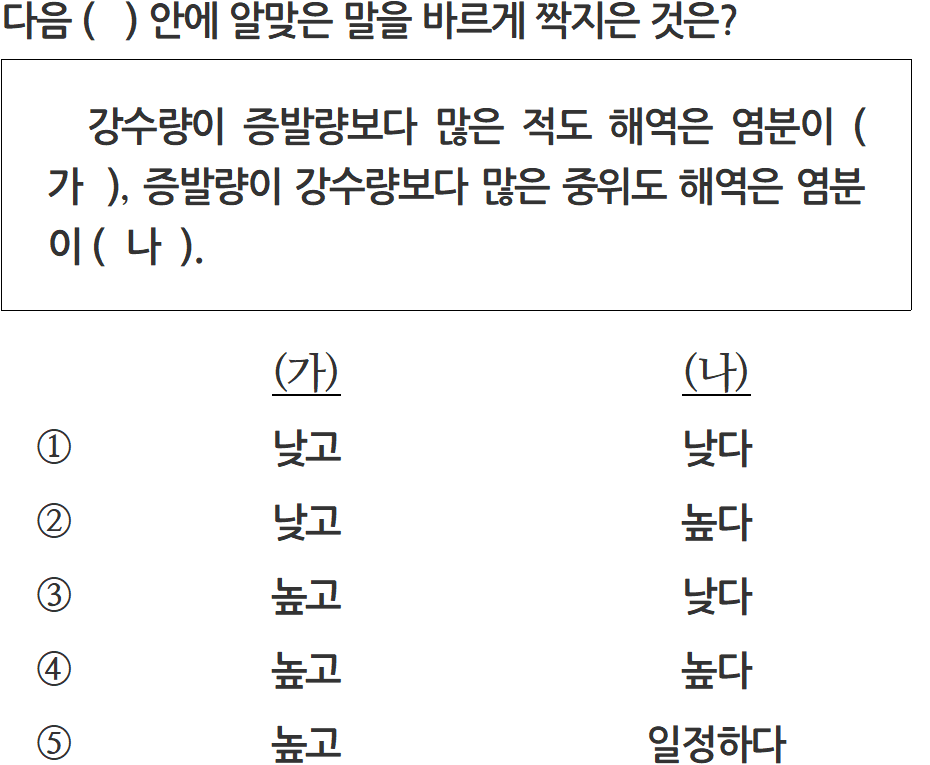 다음 (   ) 안에 알맞은 말을 바르게 짝지은 것은?
강수량이 증발량보다 많은 적도 해역은 염분이 (
가 ), 증발량이 강수량보다 많은 중위도 해역은 염분
이 ( 나 ).
(가) (나)
① 낮고 낮다
② 낮고 높다
③ 높고 낮다
④ 높고 높다
⑤ 높고 일정하다